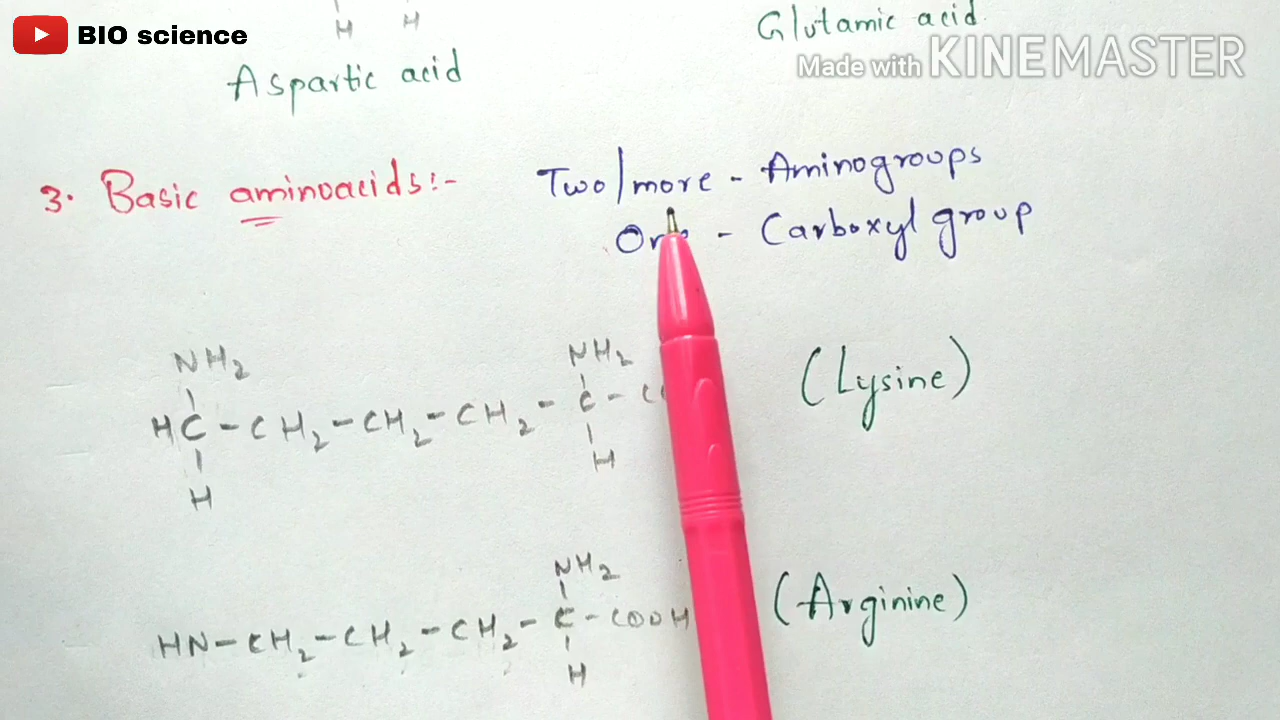 BIO science
H H
Glutamic acid
Made with KINEMASTER
Aspartic acid
3. Basic aminoacids:-
Two/more - Aminogroups
- Carboxyl group
NH2 NH2
HC-CH2-CH2-CH2-C-
H H
(Lysine)
NH2
HN-CH2-CH2-CH2-C-COOH
H
(Arginine)